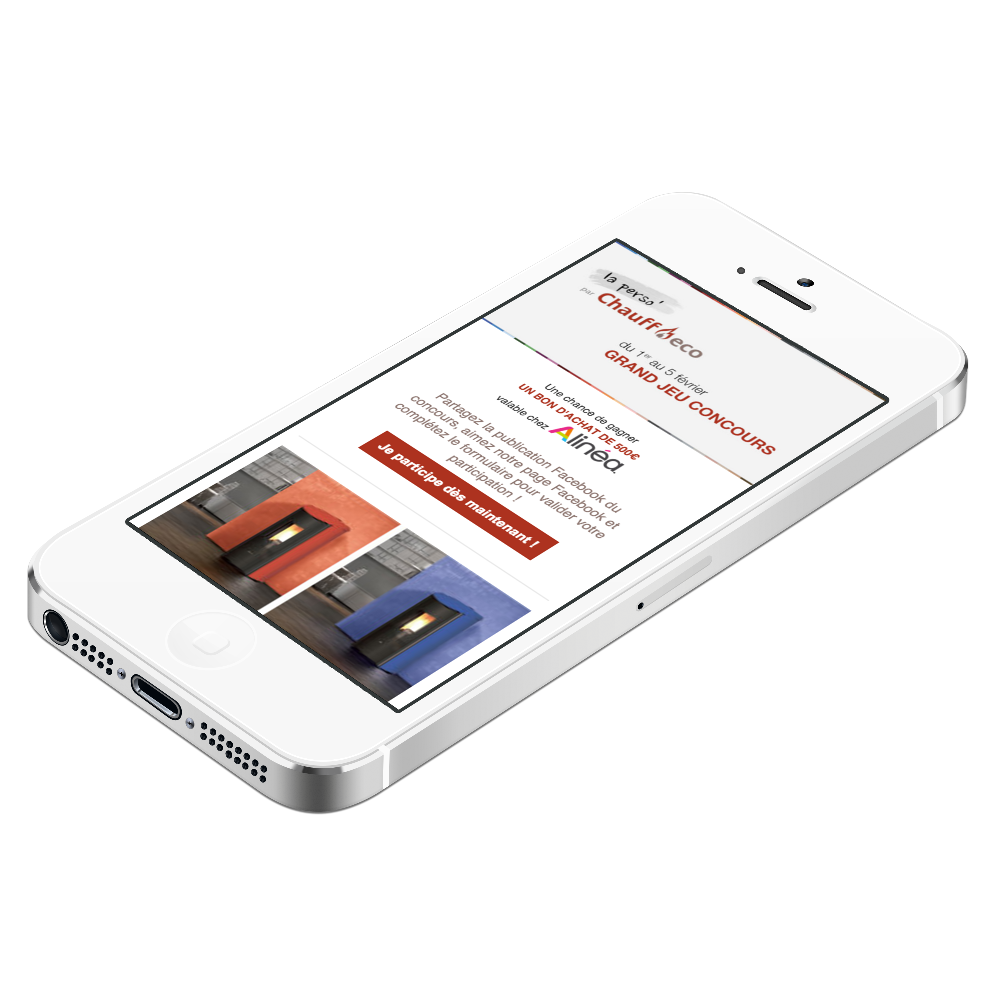 la perso'
par Chauffeco
du 1er au 5 février
GRAND JEU CONCOURS
Une chance de gagner
UN BON D'ACHAT DE 500€
valable chez Alinéa
Partagez la publication Facebook du
concours, aimez notre page Facebook et
complétez le formulaire pour valider votre
participation !
Je participe dès maintenant !